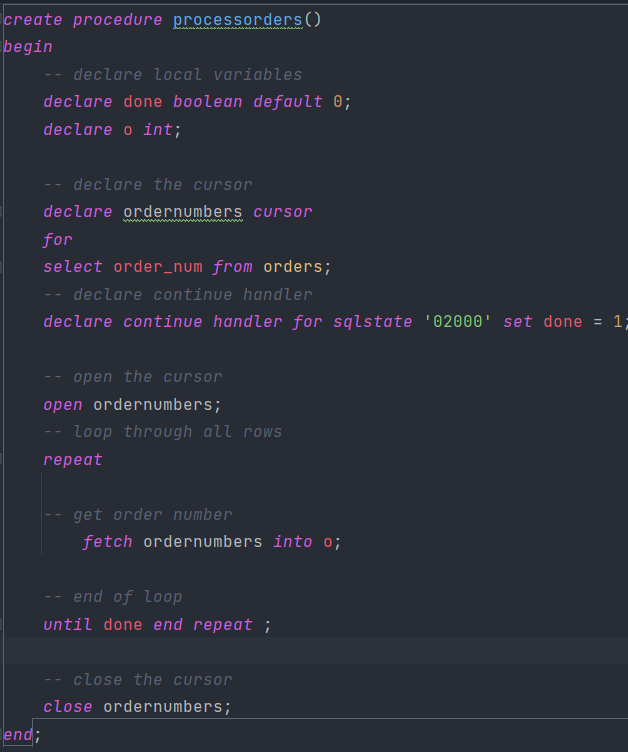 create procedure processorders()
begin
    -- declare local variables
    declare done boolean default 0;
    declare o int;
    -- declare the cursor
    declare ordernumbers cursor
    for
    select order_num from orders;
    -- declare continue handler
    declare continue handler for sqlstate '02000' set done = 1;
    -- open the cursor
    open ordernumbers;
    -- loop through all rows
    repeat
    -- get order number
        fetch ordernumbers into o;
    -- end of loop
    until done end repeat ;
    -- close the cursor
    close ordernumbers;
end;